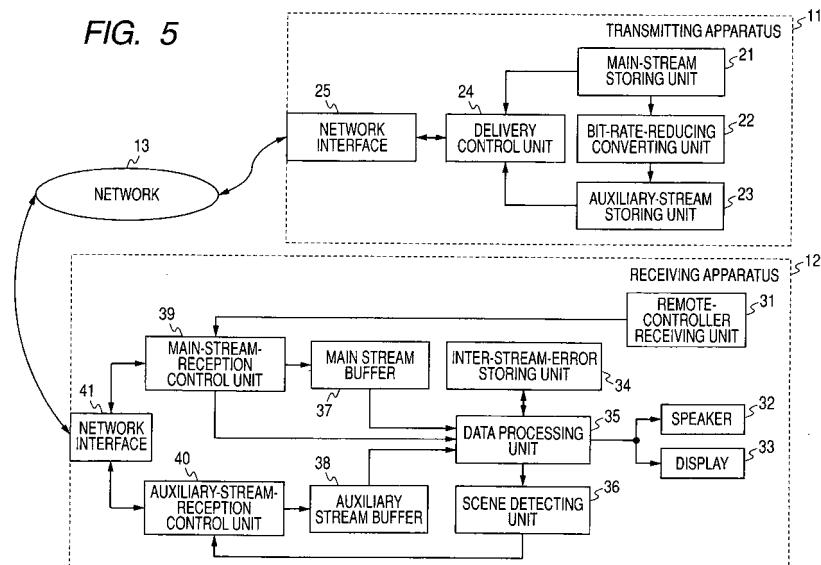 FIG. 5
TRANSMITTING APPARATUS
11
MAIN-STREAM
STORING UNIT
21
25
24
NETWORK
INTERFACE
DELIVERY
CONTROL UNIT
BIT-RATE-REDUCING
CONVERTING UNIT
22
13
NETWORK
AUXILIARY-STREAM
STORING UNIT
23
RECEIVING APPARATUS
12
REMOTE-
CONTROLLER
RECEIVING UNIT
31
39
MAIN-STREAM-
RECEPTION
CONTROL UNIT
MAIN STREAM
BUFFER
37
INTER-STREAM-ERROR
STORING UNIT
34
41
NETWORK
INTERFACE
DATA PROCESSING
UNIT
35
SPEAKER
32
DISPLAY
33
40
AUXILIARY-STREAM-
RECEPTION
CONTROL UNIT
38
AUXILIARY
STREAM BUFFER
SCENE DETECTING
UNIT
36